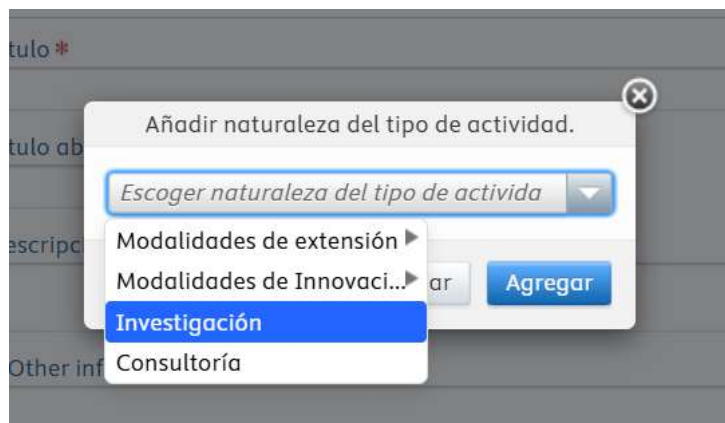 tulo *
Añadir naturaleza del tipo de actividad.
tulo ab
Escoger naturaleza del tipo de activida
escripc
Modalidades de extensión
Modalidades de Innovaci...
ar
Agregar
Investigación
Other inf
Consultoría